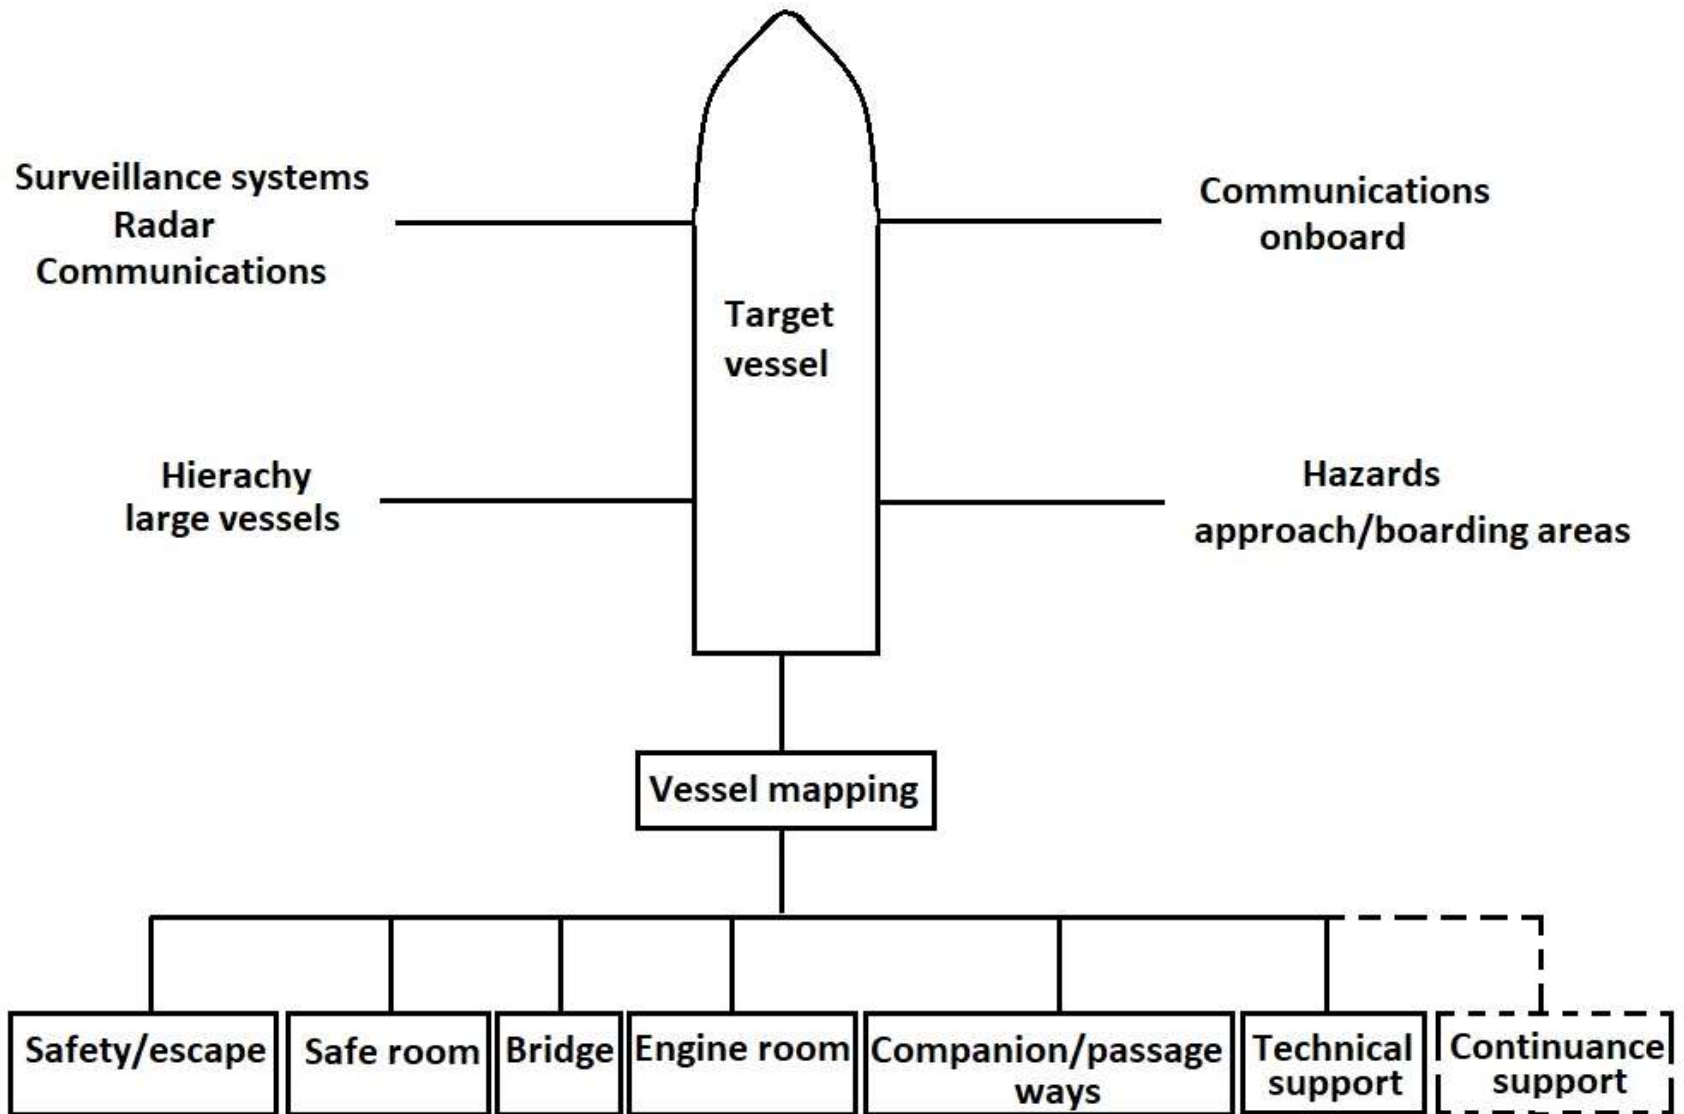 Surveillance systems
Radar
Communications
Communications
onboard
Target
vessel
Hierachy
large vessels
Hazards
approach/boarding areas
Vessel mapping
Safety/escape
Safe room
Bridge
Engine room
Companion/passage
ways
Technical
support
Continuance
support